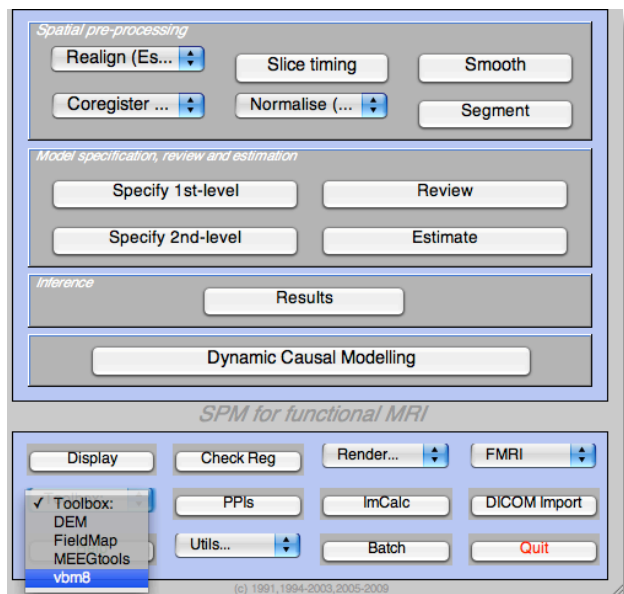 Spatial pre-processing
Realign (Es...
Slice timing
Smooth
Coregister ...
Normalise (...
Segment
Model specification, review and estimation
Specify 1st-level
Review
Specify 2nd-level
Estimate
Inference
Results
Dynamic Causal Modelling
SPM for functional MRI
Display
Check Reg
Render...
FMRI
✓ Toolbox:
PPIs
ImCalc
DICOM Import
DEM
FieldMap
MEEGtools
vbm8
Utils...
Batch
Quit
(c) 1991,1994-2003,2005-2009